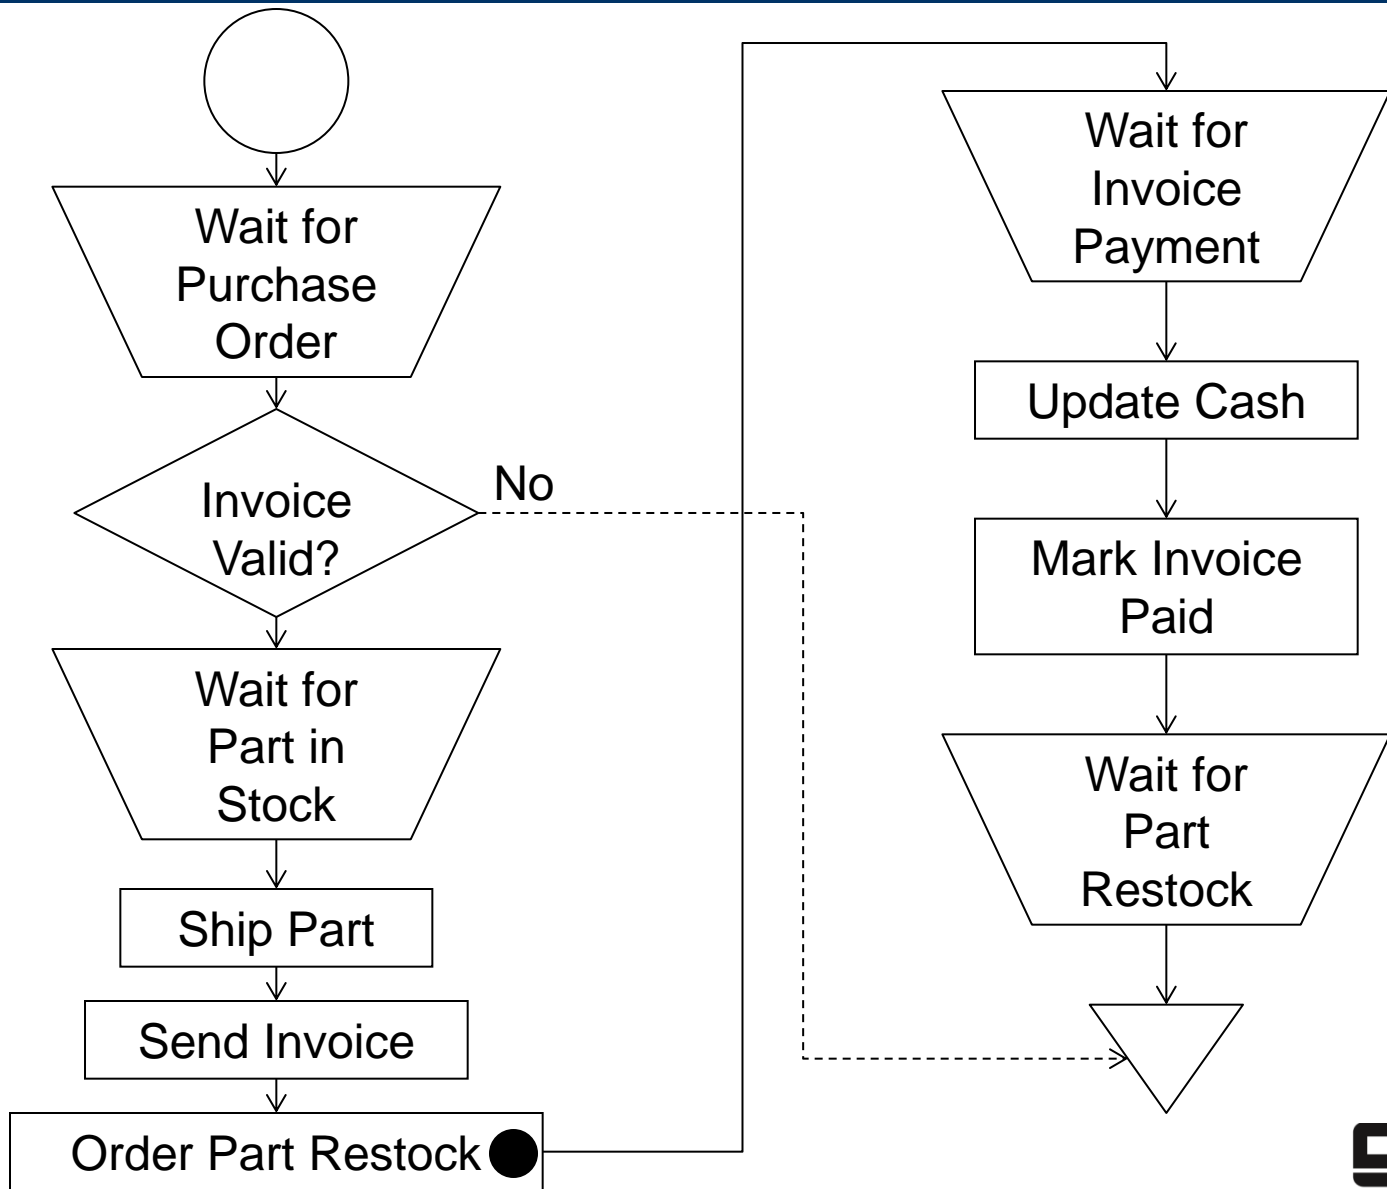 Wait for
Purchase
Order
Invoice
Valid?
No
Wait for
Part in
Stock
Ship Part
Send Invoice
Order Part Restock
Wait for
Invoice
Payment
Update Cash
Mark Invoice
Paid
Wait for
Part
Restock